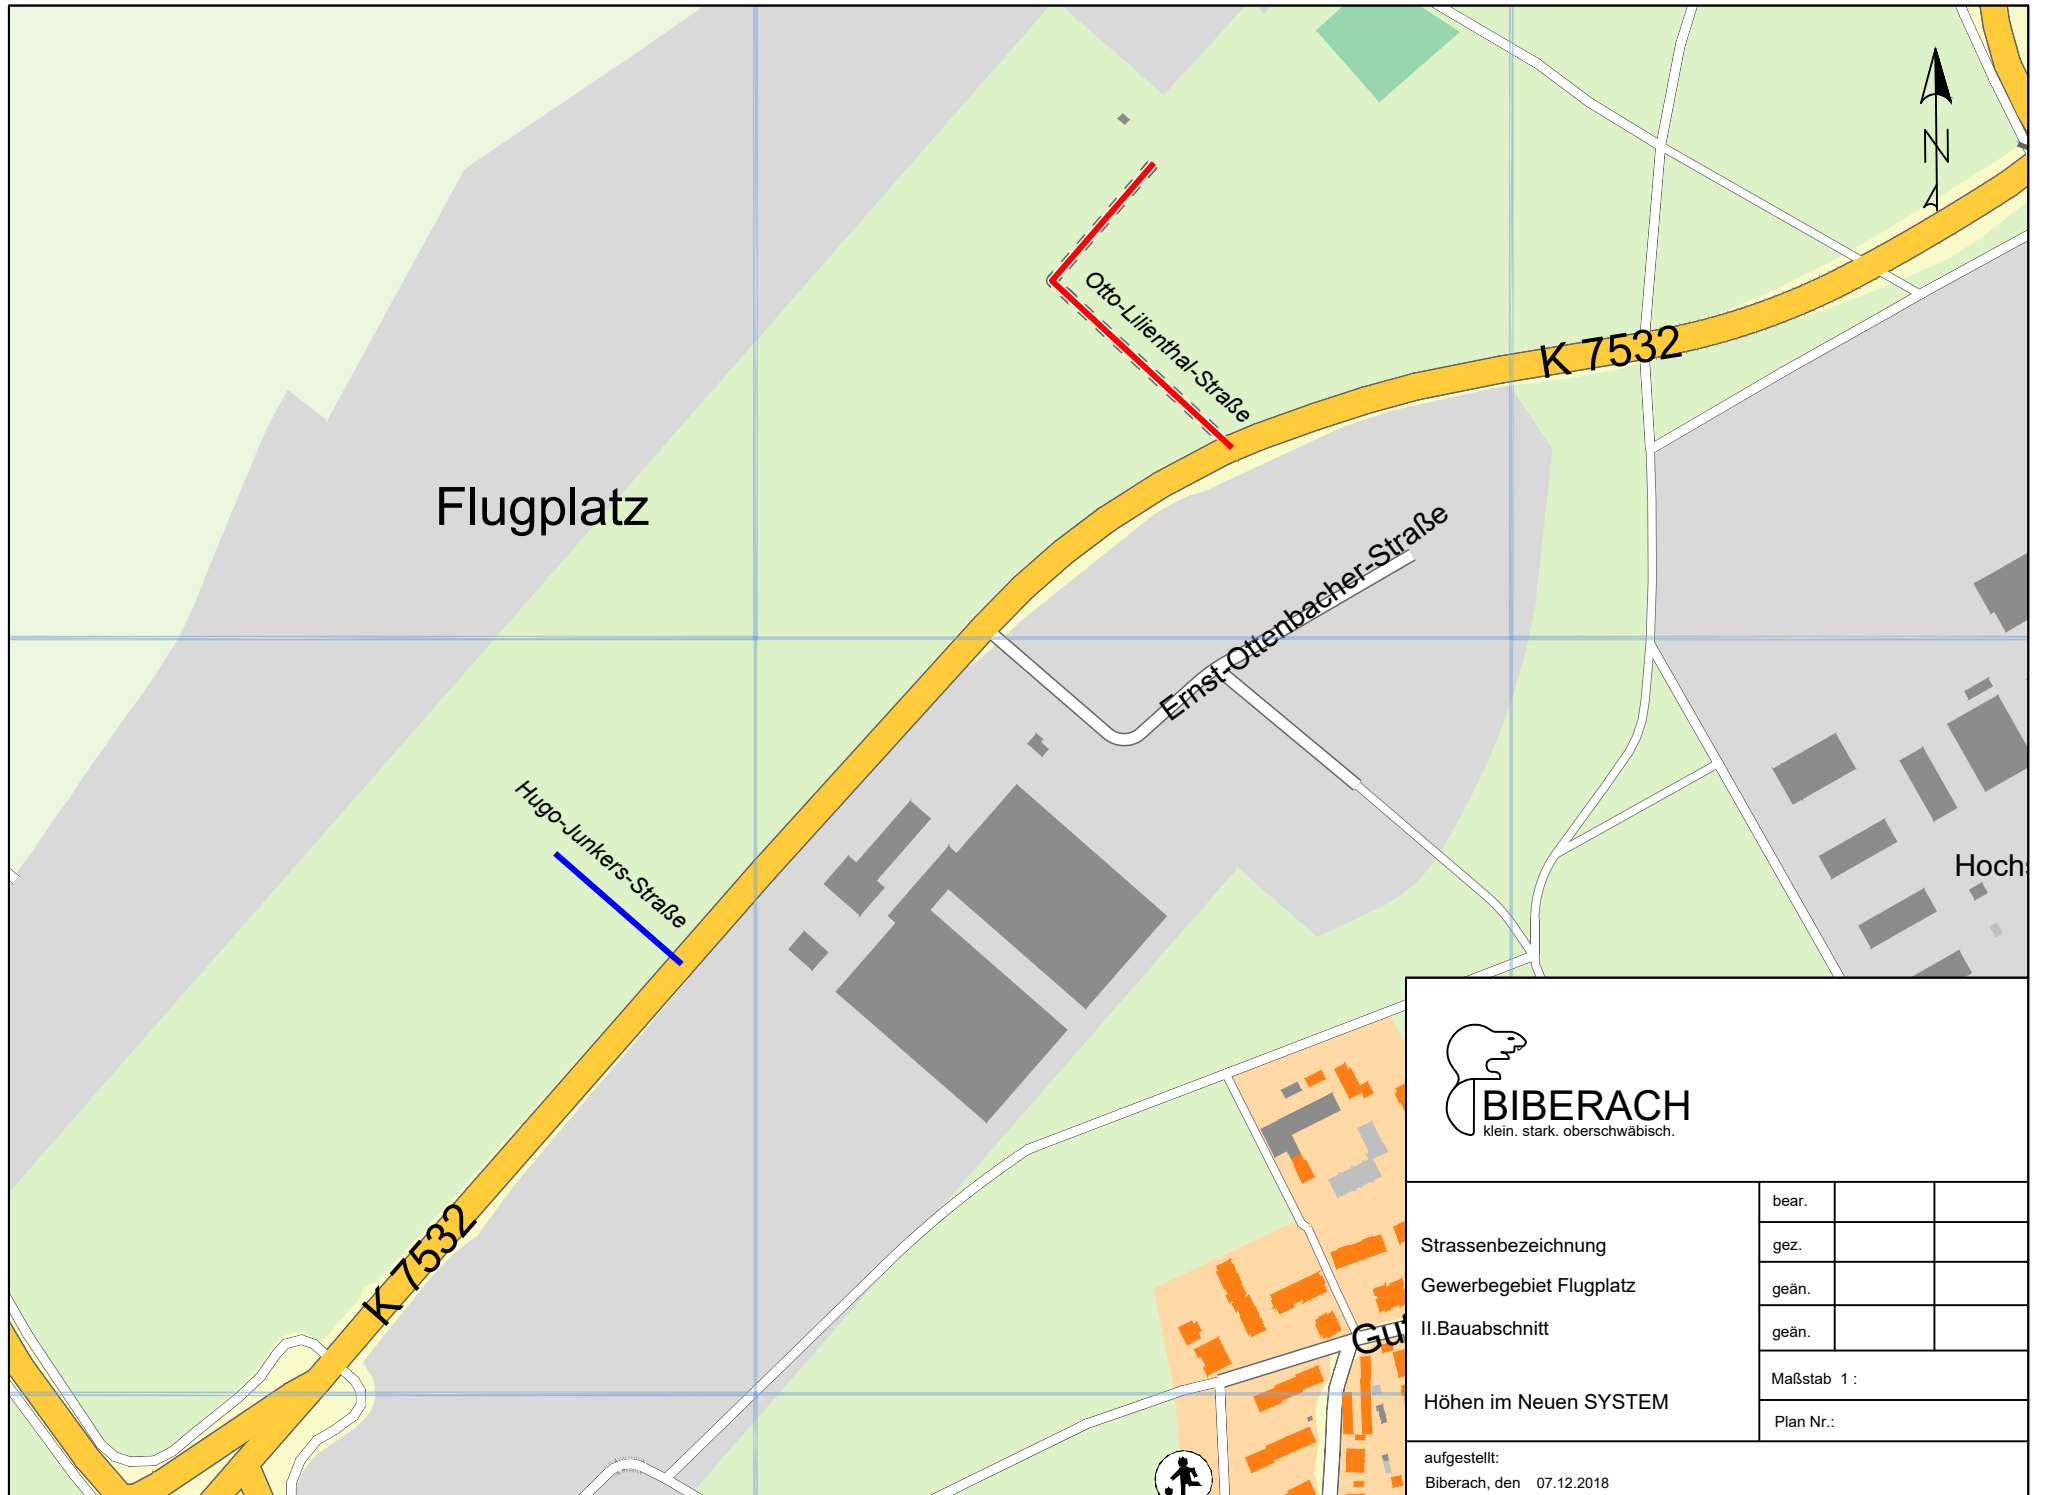 N
Otto-Lilienthal-Straße
K 7532
Flugplatz
Ernst-Ottenbacher-Straße
Hugo-Junkers-Straße
Hochs
K 7532
Gut
BIBERACH
klein. stark. oberschwäbisch.
Strassenbezeichnung
Gewerbegebiet Flugplatz
II.Bauabschnitt
Höhen im Neuen SYSTEM
bear.
gez.
geän.
geän.
Maßstab 1 :
Plan Nr.:
aufgestellt:
Biberach, den 07.12.2018